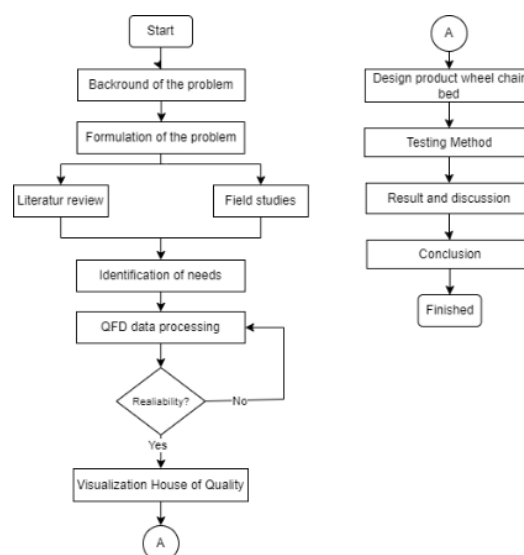 Start
Backround of the problem
Formulation of the problem
Literatur review
Field studies
Identification of needs
QFD data processing
Realiability?
No
Yes
Visualization House of Quality
A
A
Design product wheel chair
bed
Testing Method
Result and discussion
Conclusion
Finished